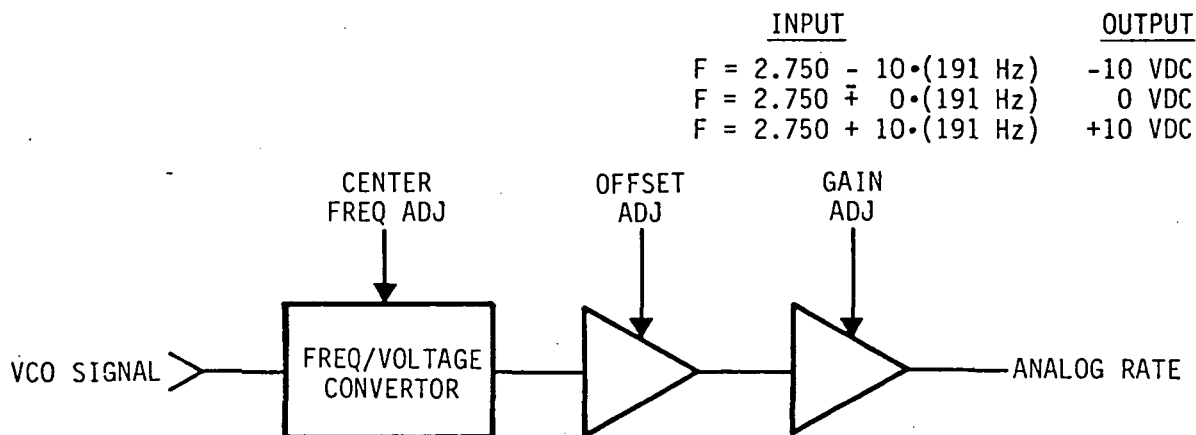 INPUT OUTPUT
F = 2.750 - 10•(191 Hz) -10 VDC
F = 2.750 ∓ 0•(191 Hz) 0 VDC
F = 2.750 + 10•(191 Hz) +10 VDC
CENTER
FREQ ADJ
OFFSET
ADJ
GAIN
ADJ
VCO SIGNAL
FREQ/VOLTAGE
CONVERTOR
ANALOG RATE